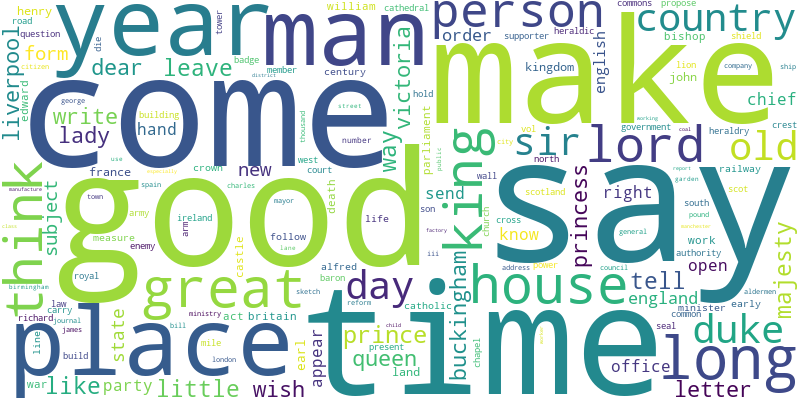 year
come
man
make
person
country
good
say
time
place
great
house
think
king
lord
sir
old
long
duke
day
prince
queen
buckingham
liverpool
victoria
way
lady
write
dear
leave
form
hand
henry
edward
road
question
die
tower
william
cathedral
badge
member
century
building
number
george
street
thousand
district
use
new
france
west
court
crown
spain
town
manufacture
subject
measure
army
ireland
arm
charles
mayor
lane
enemy
royal
castle
follow
life
death
alfred
baron
iii
son
hold
parliament
order
supporter
heraldic
kingdom
english
commons
propose
shield
bishop
lion
john
company
ship
chief
crest
government
heraldry
vol
city
public
church
wall
north
scotland
cross
know
princess
right
general
coal
working
railway
report
garden
scot
south
pound
work
authority
majesty
open
tell
england
minister
early
common
seal
council
address
factory
send
aldermen
office
letter
chapel
land
catholic
present
child
reform
sketch
ministry
bill
london
act
britain
state
earl
appear
wish
little
party
like
war
line
law
carry
richard
journal
james
build
mile
birmingham
citizen